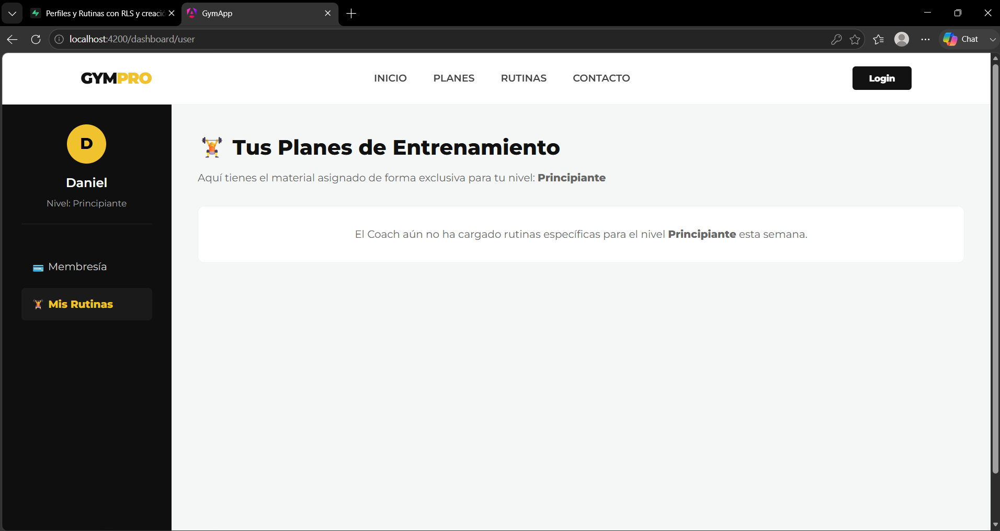 Perfiles y Rutinas con RLS y creació
GymApp
localhost:4200/dashboard/user
Chat
GYMPRO
INICIO
PLANES
RUTINAS
CONTACTO
Login
D
Daniel
Nivel: Principiante
Membresía
Mis Rutinas
Tus Planes de Entrenamiento
Aquí tienes el material asignado de forma exclusiva para tu nivel: Principiante
El Coach aún no ha cargado rutinas específicas para el nivel Principiante esta semana.